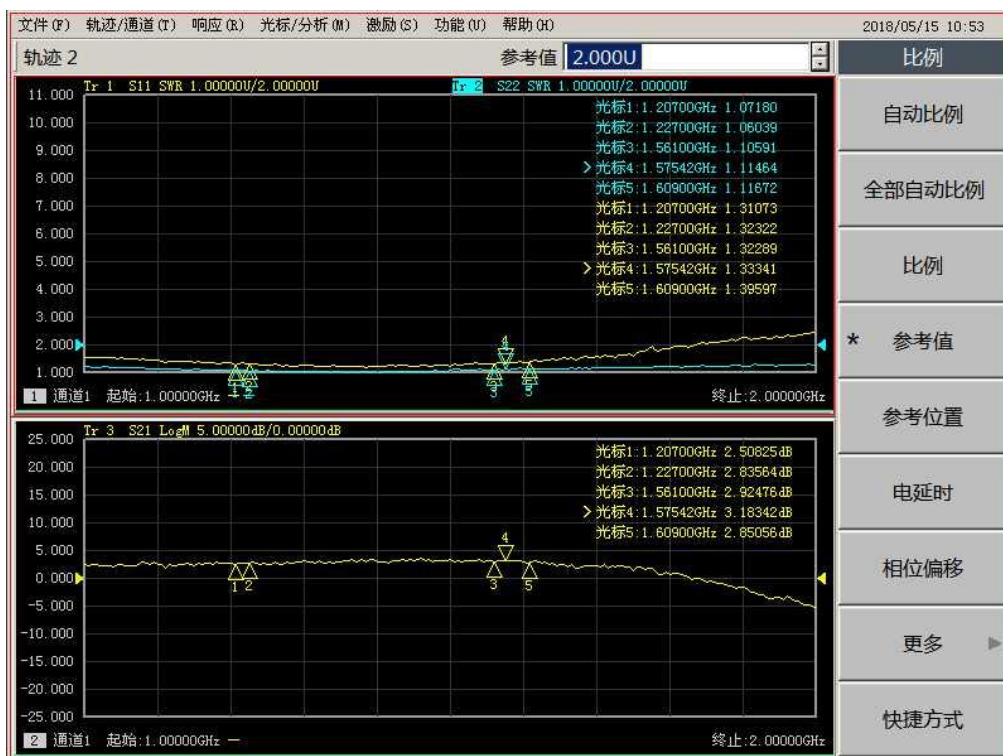 文件(F) 轨迹/通道(T) 响应(R) 光标/分析(M) 激励(S) 功能(U) 帮助(H) 2018/05/15 10:53
轨迹 2 参考值 2.000U 比例
Tr 1 S11 SWR 1.00000U/2.00000U Tr 2 S22 SWR 1.00000U/2.00000U
11.000
10.000
9.000
8.000
7.000
6.000
5.000
4.000
3.000
2.000
1.000
光标1:1.20700GHz 1.07180
光标2:1.22700GHz 1.06039
光标3:1.56100GHz 1.10591
>光标4:1.57542GHz 1.11464
光标5:1.60900GHz 1.11672
光标1:1.20700GHz 1.31073
光标2:1.22700GHz 1.32322
光标3:1.56100GHz 1.32289
>光标4:1.57542GHz 1.33341
光标5:1.60900GHz 1.39597
4
1 2 3 5
1 通道1 起始:1.00000GHz 终止:2.00000GHz
Tr 3 S21 LogM 5.00000dB/0.00000dB
25.000
20.000
15.000
10.000
5.000
0.000
-5.000
-10.000
-15.000
-20.000
-25.000
光标1:1.20700GHz 2.50825dB
光标2:1.22700GHz 2.83564dB
光标3:1.56100GHz 2.92476dB
>光标4:1.57542GHz 3.18342dB
光标5:1.60900GHz 2.85056dB
4
1 2 3 5
2 通道1 起始:1.00000GHz 终止:2.00000GHz
自动比例
全部自动比例
比例
* 参考值
参考位置
电延时
相位偏移
更多
快捷方式